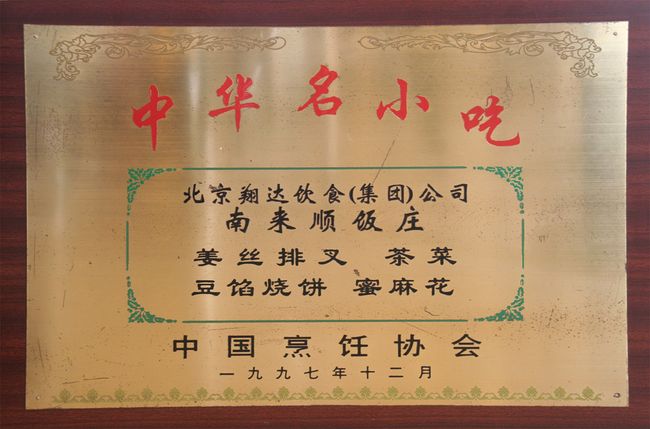 中华名小吃
北京翔达饮食(集团)公司
南来顺饭庄
姜丝排叉 茶菜
豆馅烧饼 蜜麻花
中国烹饪协会
一九九七年十二月